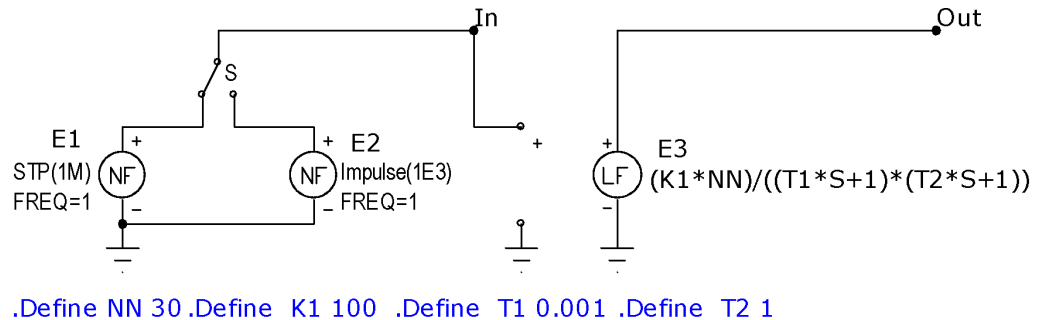 In
Out
S
E1
+
STP(1M)
NF
FREQ=1
−
+
E2
NF
Impulse(1E3)
FREQ=1
−
+
+
E3
LF
(K1*NN)/((T1*S+1)*(T2*S+1))
−
.Define NN 30 .Define K1 100 .Define T1 0.001 .Define T2 1